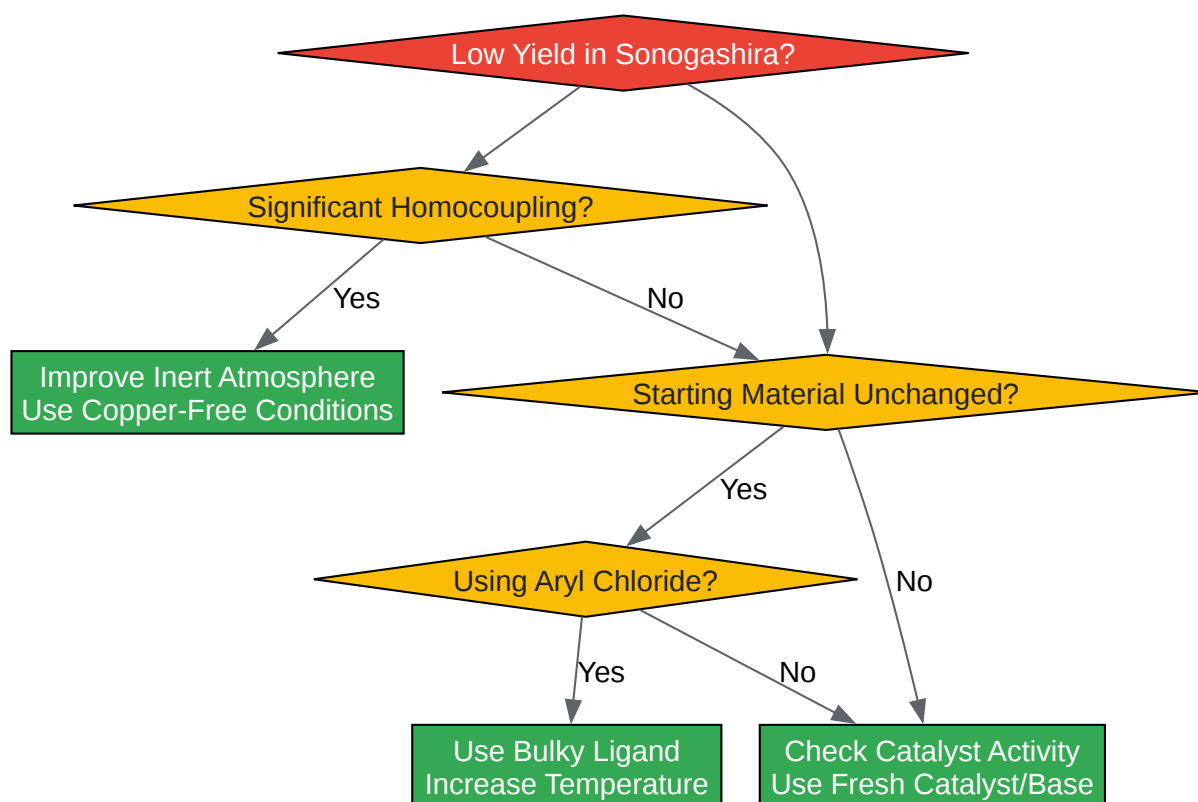 Low Yield in Sonogashira?
Significant Homocoupling?
Yes
No
Improve Inert Atmosphere
Use Copper-Free Conditions
Starting Material Unchanged?
Yes
Using Aryl Chloride?
No
Yes
No
Use Bulky Ligand
Increase Temperature
Check Catalyst Activity
Use Fresh Catalyst/Base